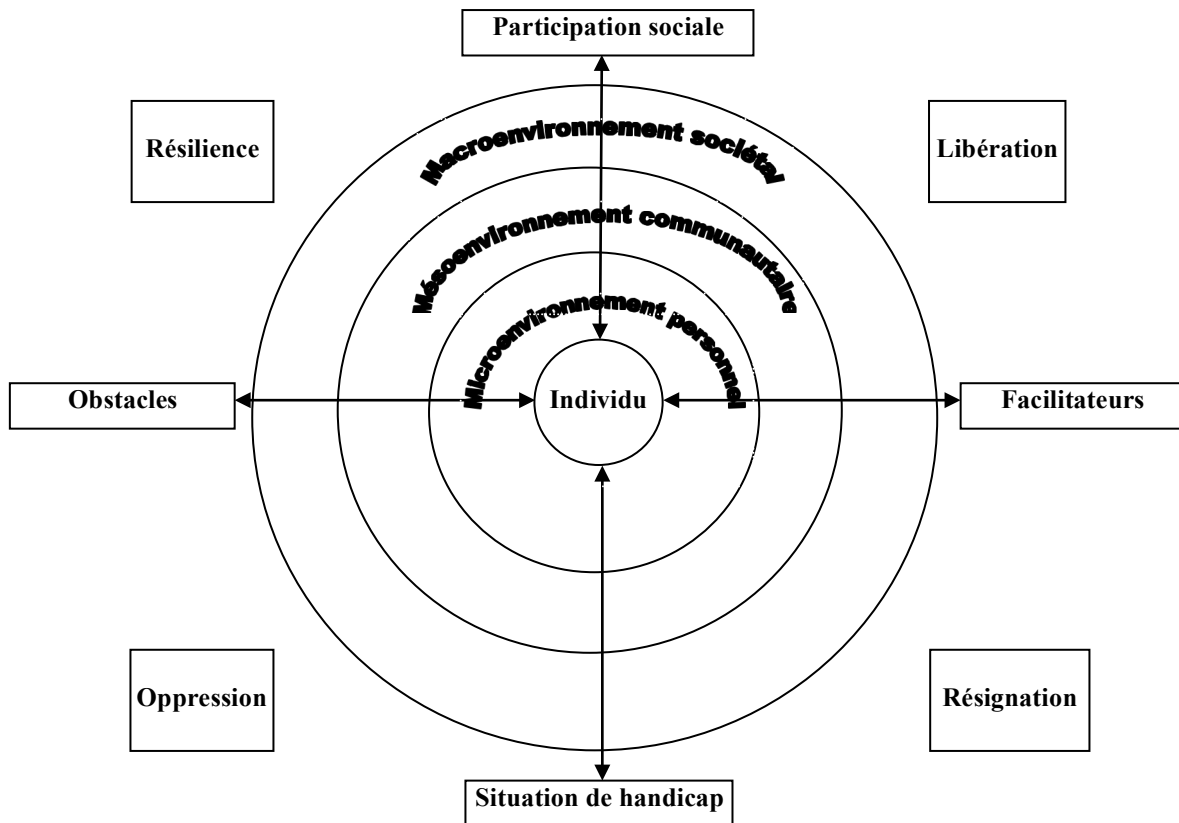 Participation sociale
Résilience
Libération
Macroenvironnement sociétal
Mésoenvironnement communautaire
Microenvironnement personnel
Obstacles
Individu
Facilitateurs
Oppression
Résignation
Situation de handicap